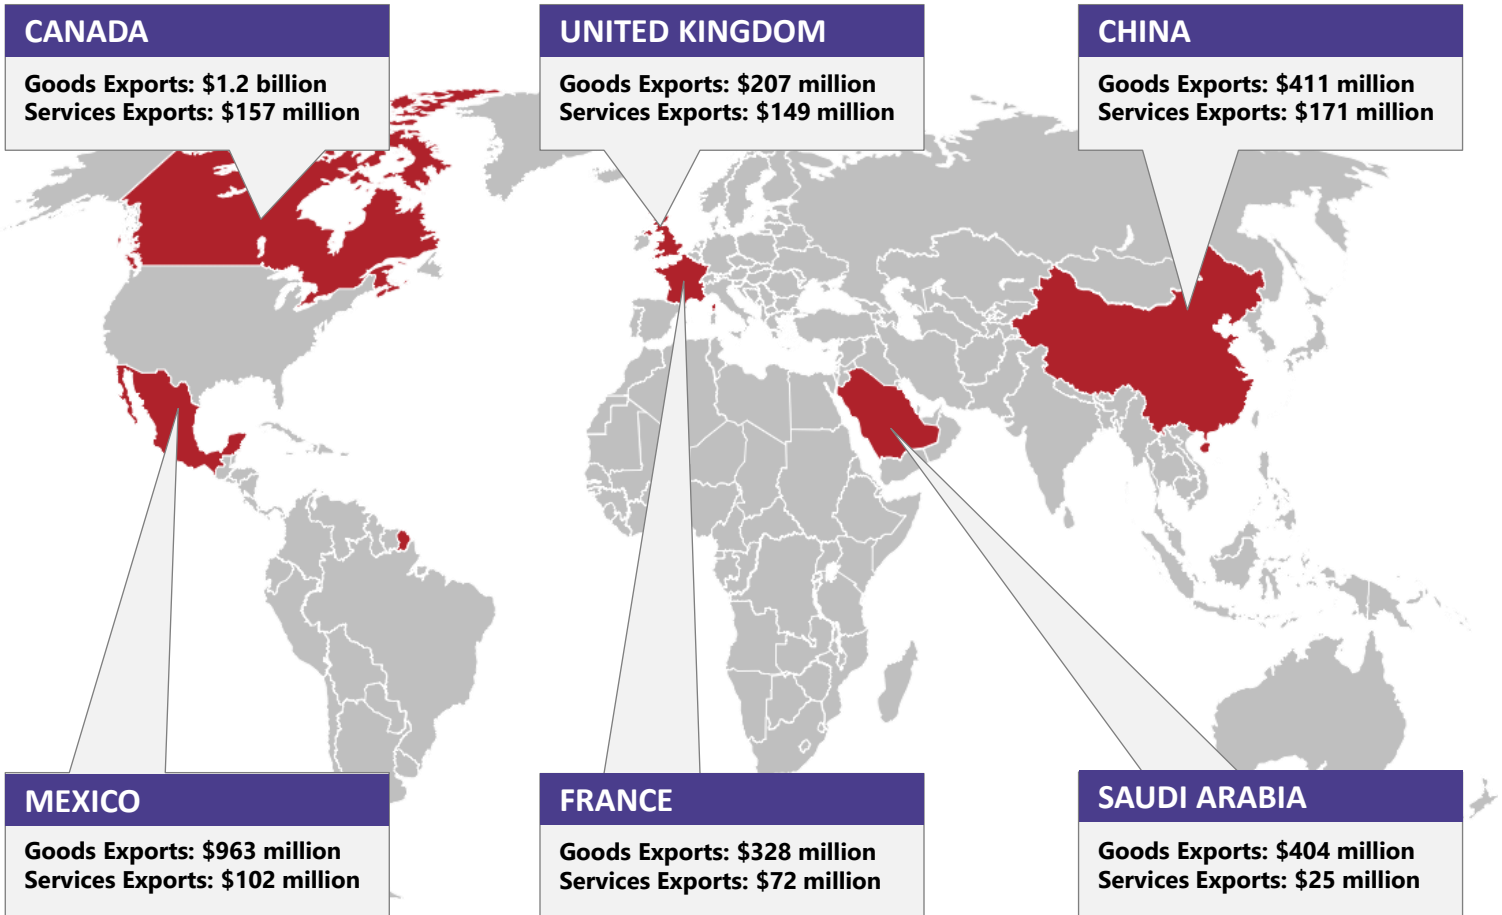 CANADA
Goods Exports: $1.2 billion
Services Exports: $157 million
UNITED KINGDOM
Goods Exports: $207 million
Services Exports: $149 million
CHINA
Goods Exports: $411 million
Services Exports: $171 million
MEXICO
Goods Exports: $963 million
Services Exports: $102 million
FRANCE
Goods Exports: $328 million
Services Exports: $72 million
SAUDI ARABIA
Goods Exports: $404 million
Services Exports: $25 million